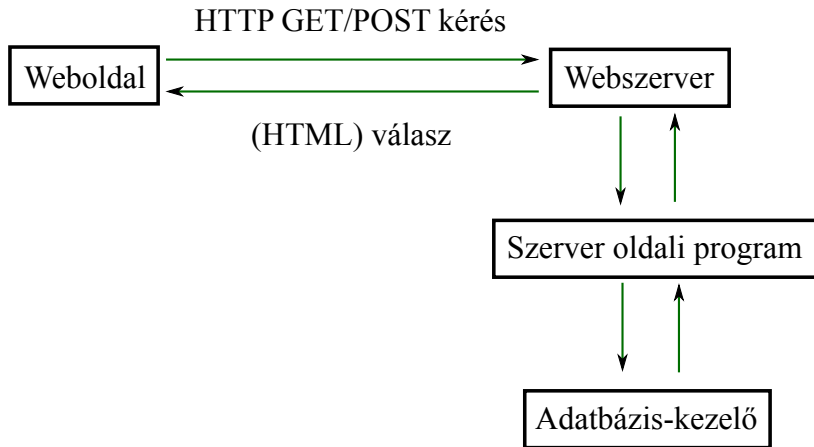 HTTP GET/POST kérés
Weboldal
Webszerver
(HTML) válasz
Szerver oldali program
Adatbázis-kezelő